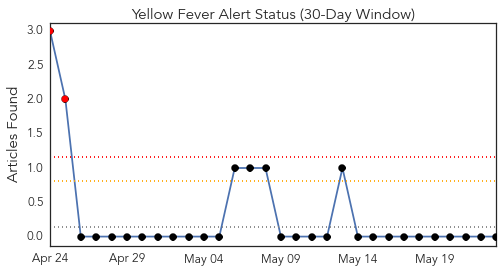 Yellow Fever Alert Status (30-Day Window)
Articles Found
3.0
2.5
2.0
1.5
1.0
0.5
0.0
Apr 24 Apr 29 May 04 May 09 May 14 May 19